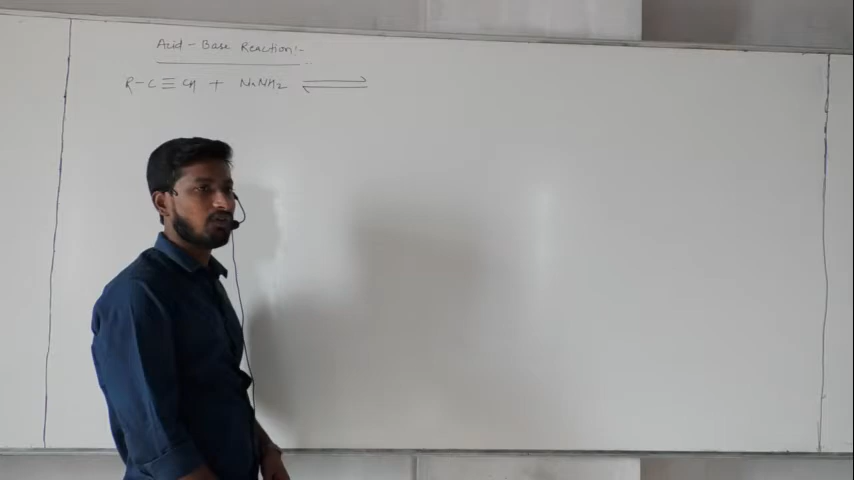 Acid - Base Reaction:-
R-C≡CH + NaNH2 ⇌